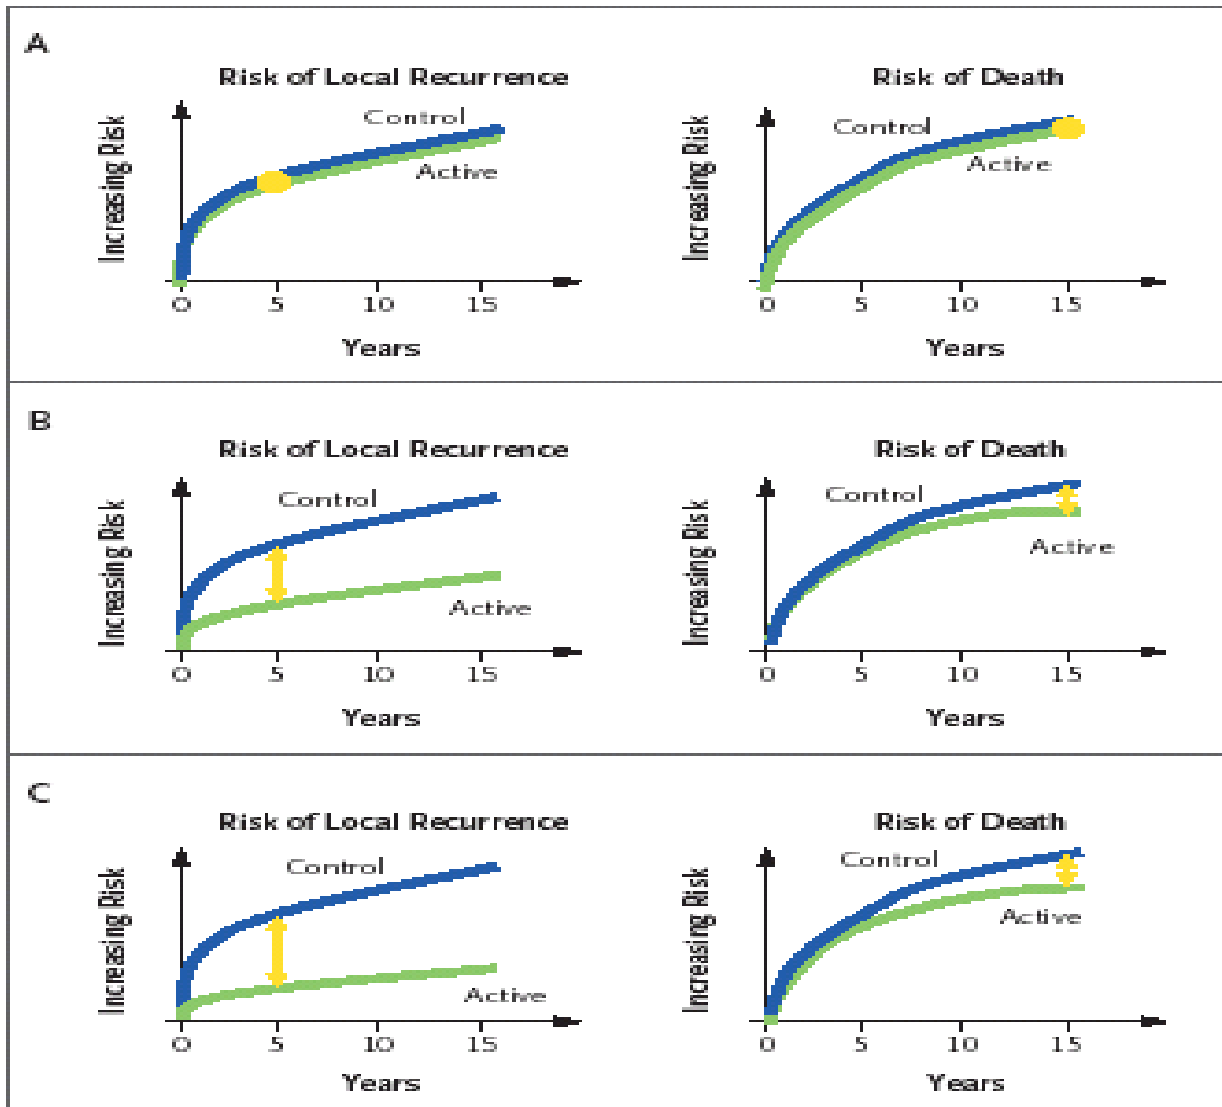 A
Risk of Local Recurrence
Increasing Risk
Control
Active
0 5 10 15
Years
Risk of Death
Increasing Risk
Control
Active
0 5 10 15
Years
B
Risk of Local Recurrence
Increasing Risk
Control
Active
0 5 10 15
Years
Risk of Death
Increasing Risk
Control
Active
0 5 10 15
Years
C
Risk of Local Recurrence
Increasing Risk
Control
Active
0 5 10 15
Years
Risk of Death
Increasing Risk
Control
Active
0 5 10 15
Years